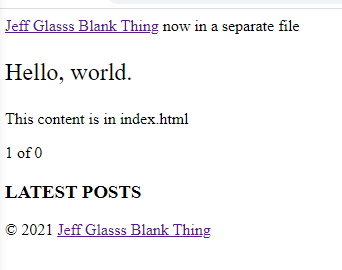 Jeff Glasss Blank Thing now in a separate file
Hello, world.
This content is in index.html
1 of 0
LATEST POSTS
© 2021 Jeff Glasss Blank Thing